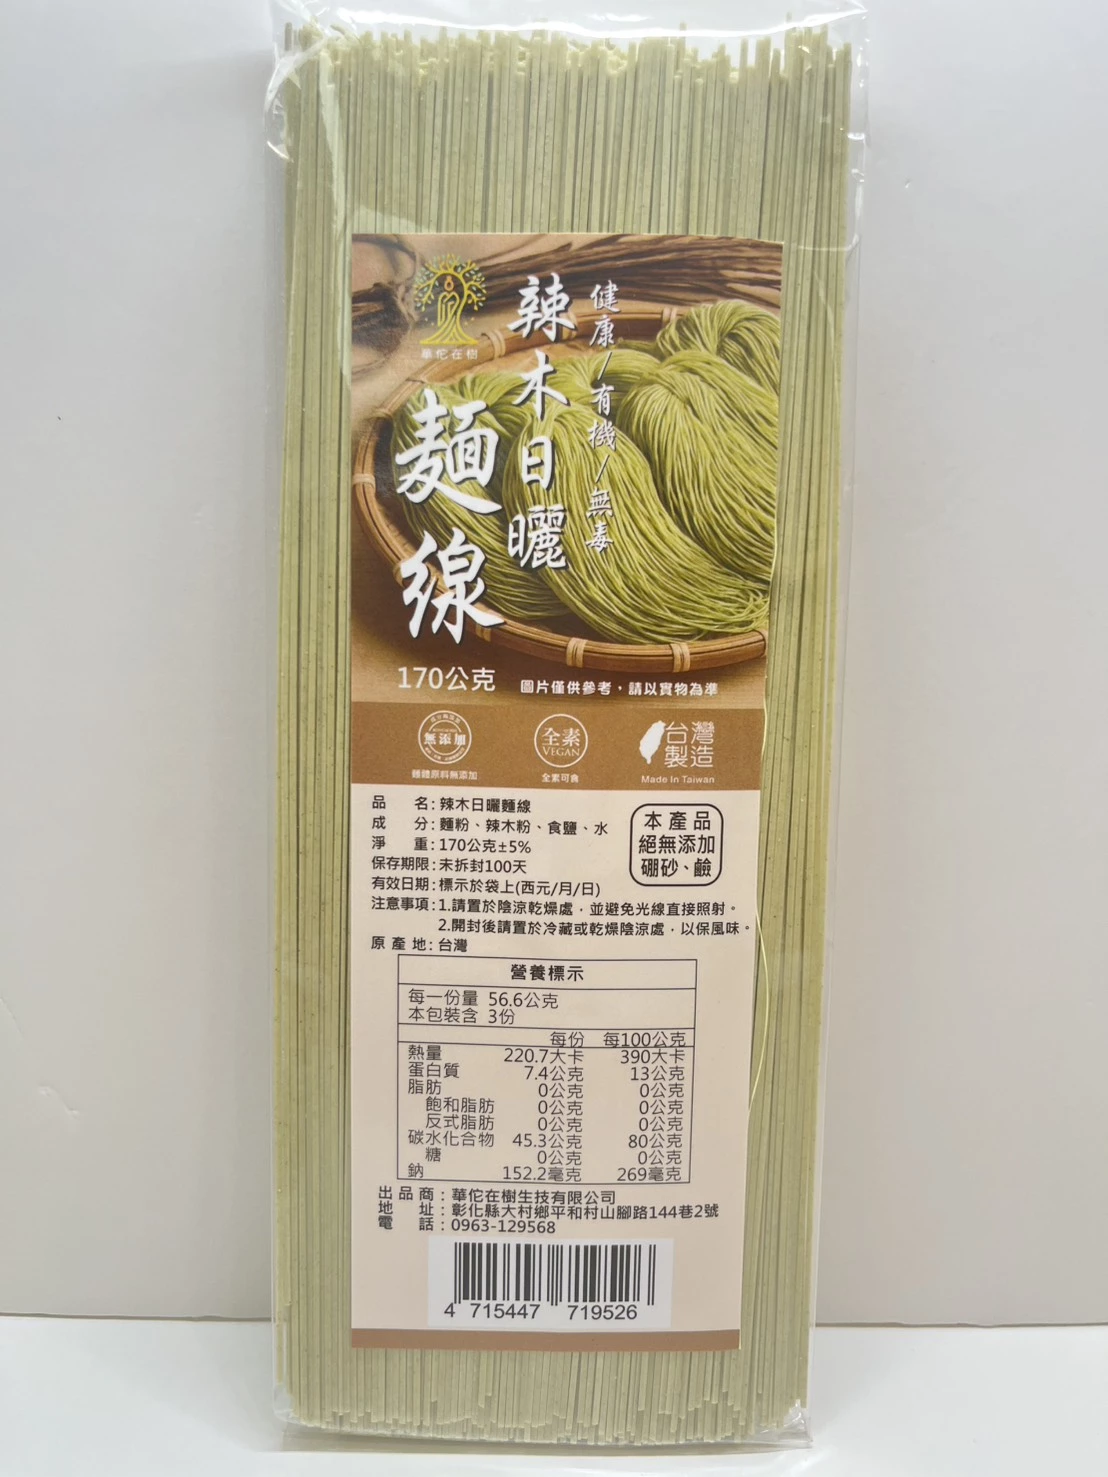 華佗在樹
健康/有機/無毒
辣木日曬
麵線
170公克
圖片僅供參考，請以實物為準
無添加
麵體原料無添加
全素
VEGAN
全素可食
台灣
製造
Made In Taiwan
品 名：辣木日曬麵線
成 分：麵粉、辣木粉、食鹽、水
淨 重：170公克±5%
保存期限：未拆封100天
有效日期：標示於袋上(西元/月/日)
注意事項：1.請置於陰涼乾燥處，並避免光線直接照射。
2.開封後請置於冷藏或乾燥陰涼處，以保風味。
原產地：台灣
本產品
絕無添加
硼砂、鹼
營養標示
每一份量 56.6公克
本包裝含 3份
每份 每100公克
熱量 220.7大卡 390大卡
蛋白質 7.4公克 13公克
脂肪 0公克 0公克
飽和脂肪 0公克 0公克
反式脂肪 0公克 0公克
碳水化合物 45.3公克 80公克
糖 0公克 0公克
鈉 152.2毫克 269毫克
出品商：華佗在樹生技有限公司
地 址：彰化縣大村鄉平和村山腳路144巷2號
電 話：0963-129568
4 715447 719526